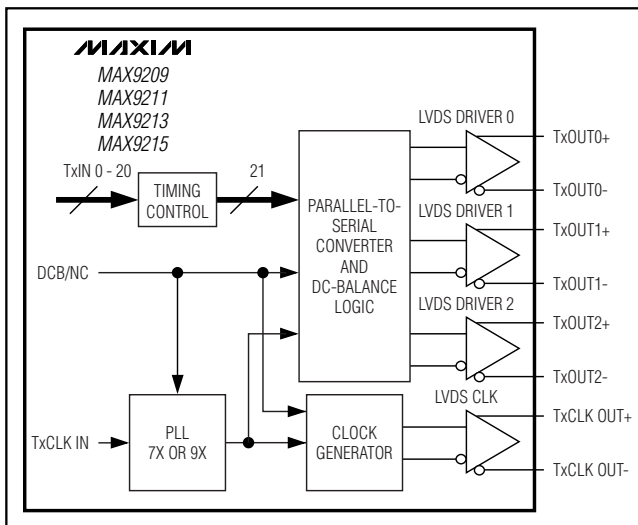 MAXIM
MAX9209
MAX9211
MAX9213
MAX9215
TxIN 0 - 20
TIMING
CONTROL
21
PARALLEL-TO-
SERIAL
CONVERTER
AND
DC-BALANCE
LOGIC
LVDS DRIVER 0
TxOUT0+
TxOUT0-
LVDS DRIVER 1
TxOUT1+
TxOUT1-
DCB/NC
LVDS DRIVER 2
TxOUT2+
TxOUT2-
TxCLK IN
PLL
7X OR 9X
CLOCK
GENERATOR
LVDS CLK
TxCLK OUT+
TxCLK OUT-